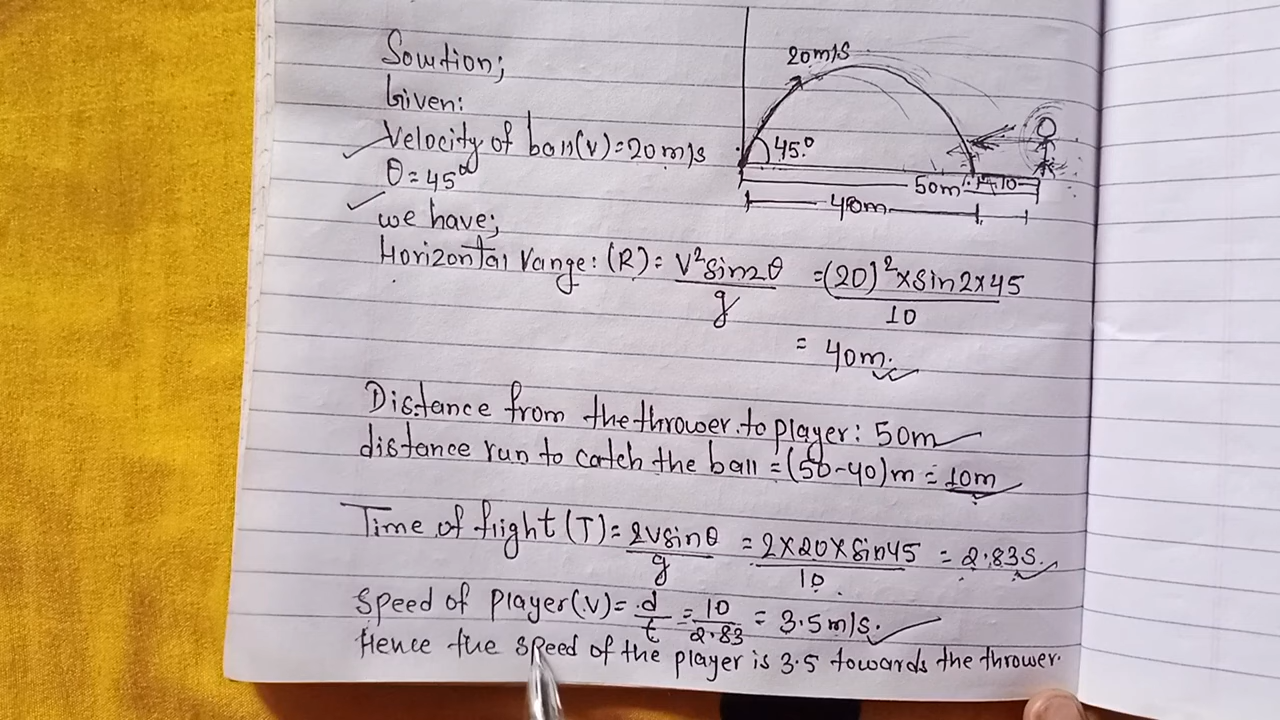 Soution;
Given:
Velocity of ball(v)=20m/s
θ=45°
we have;
Horizontal range:(R)= v²sin2θ/g =(20)²×sin2×45/10
= 40m.
Distance from the thrower to player: 50m
distance run to catch the ball =(50-40)m = 10m
Time of flight (T)= 2vsinθ/g = 2×20×sin45/10 = 2.83s.
Speed of Player(v)= d/t = 10/2.83 = 3.5m/s.
Hence the speed of the player is 3.5 towards the thrower.
20m/s
45.°
50m
10
40m